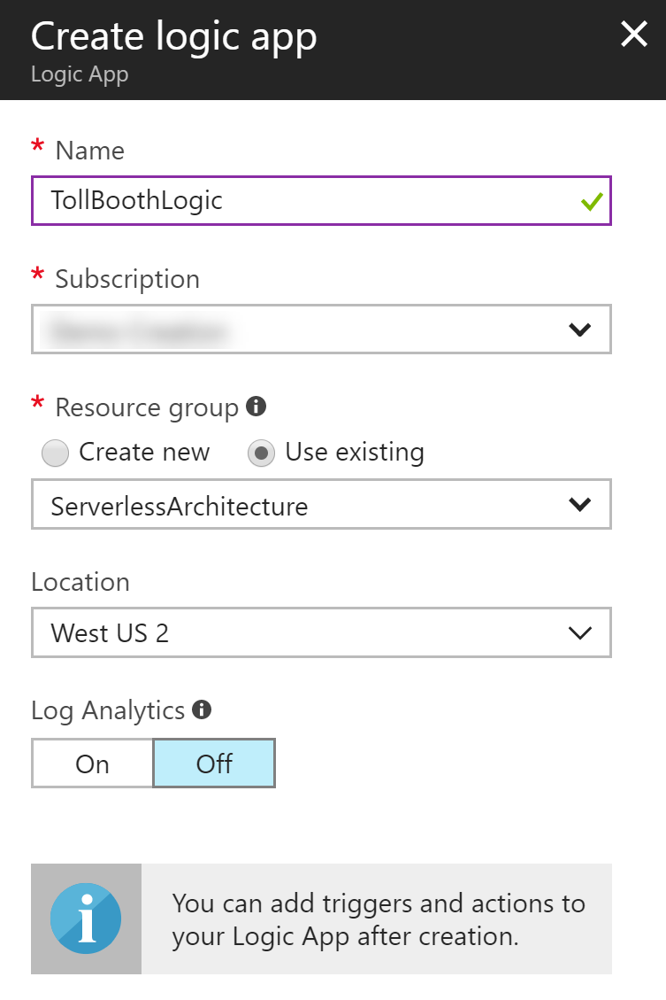 Create logic app
Logic App
* Name
TollBoothLogic
* Subscription
* Resource group
Create new Use existing
ServerlessArchitecture
Location
West US 2
Log Analytics
On Off
You can add triggers and actions to
your Logic App after creation.